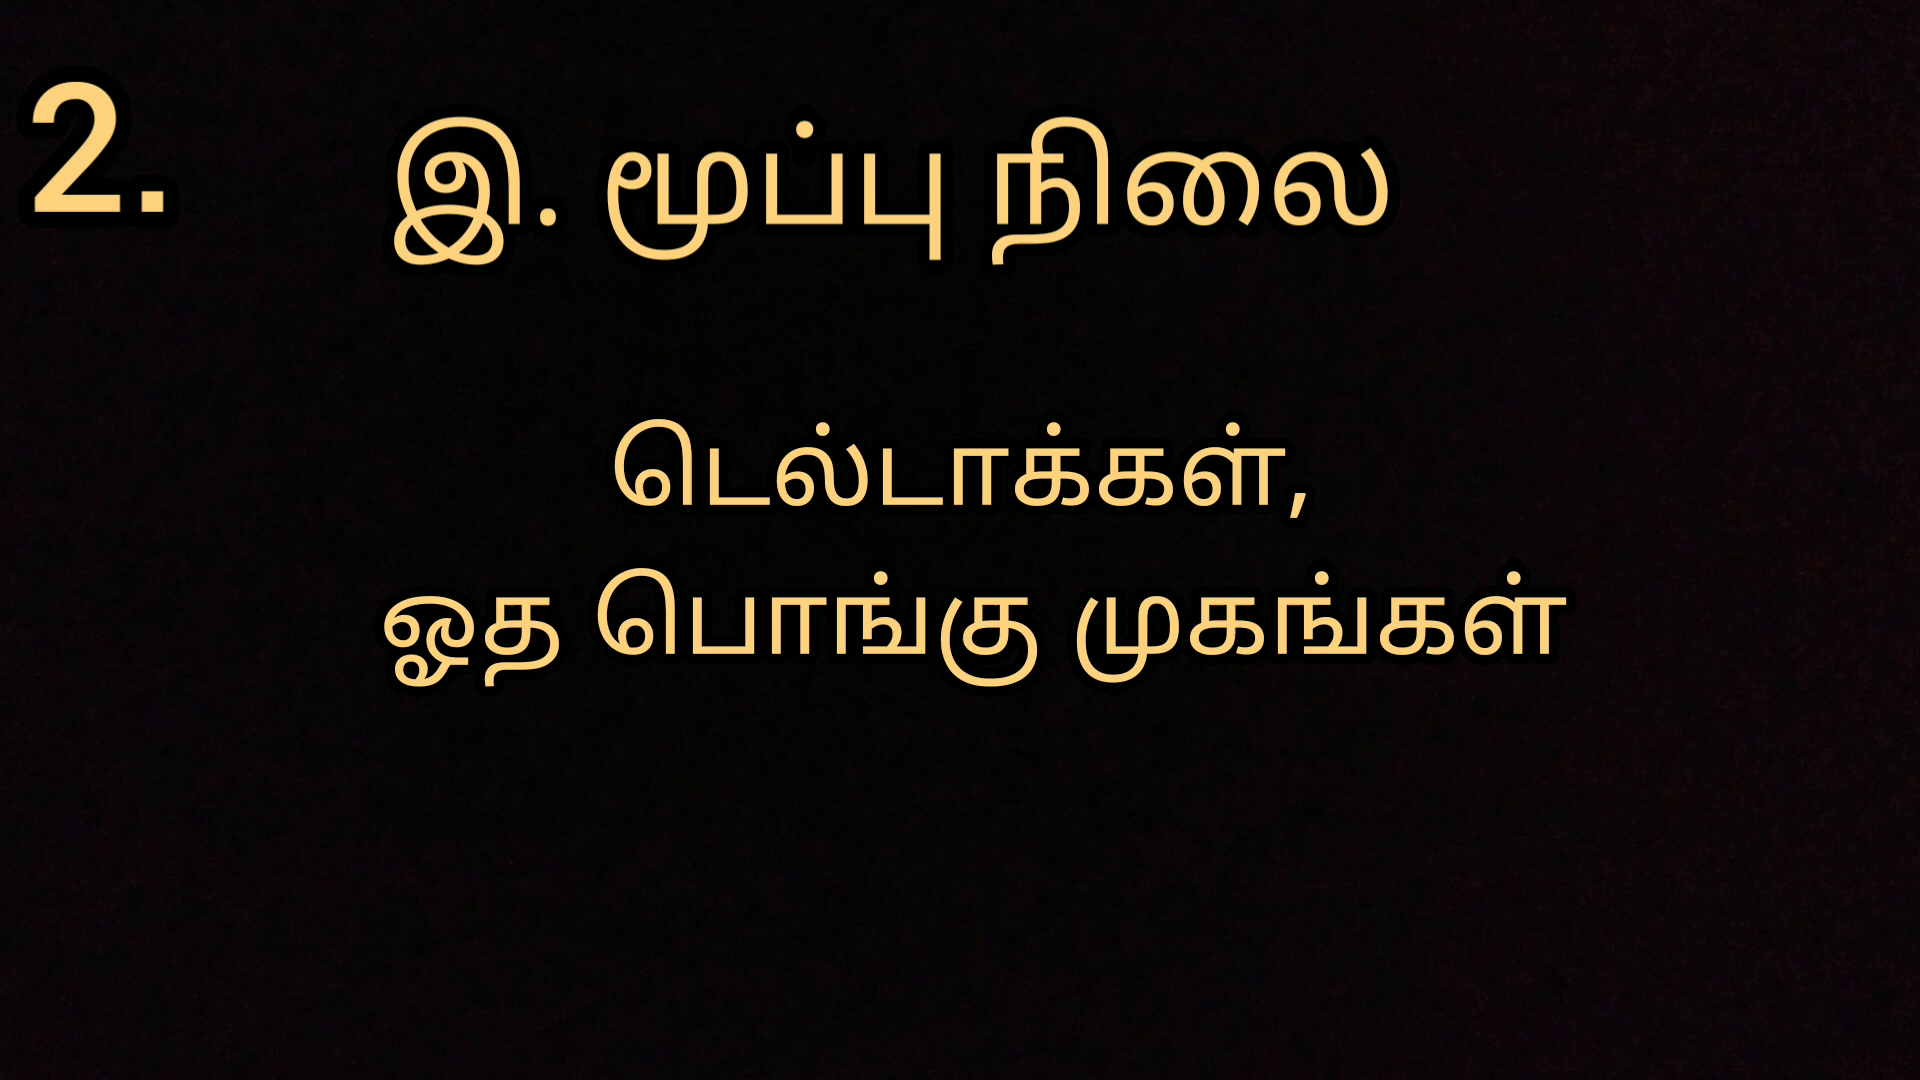 2. இ. மூப்பு நிலை
டெல்டாக்கள்,
ஓத பொங்கு முகங்கள்